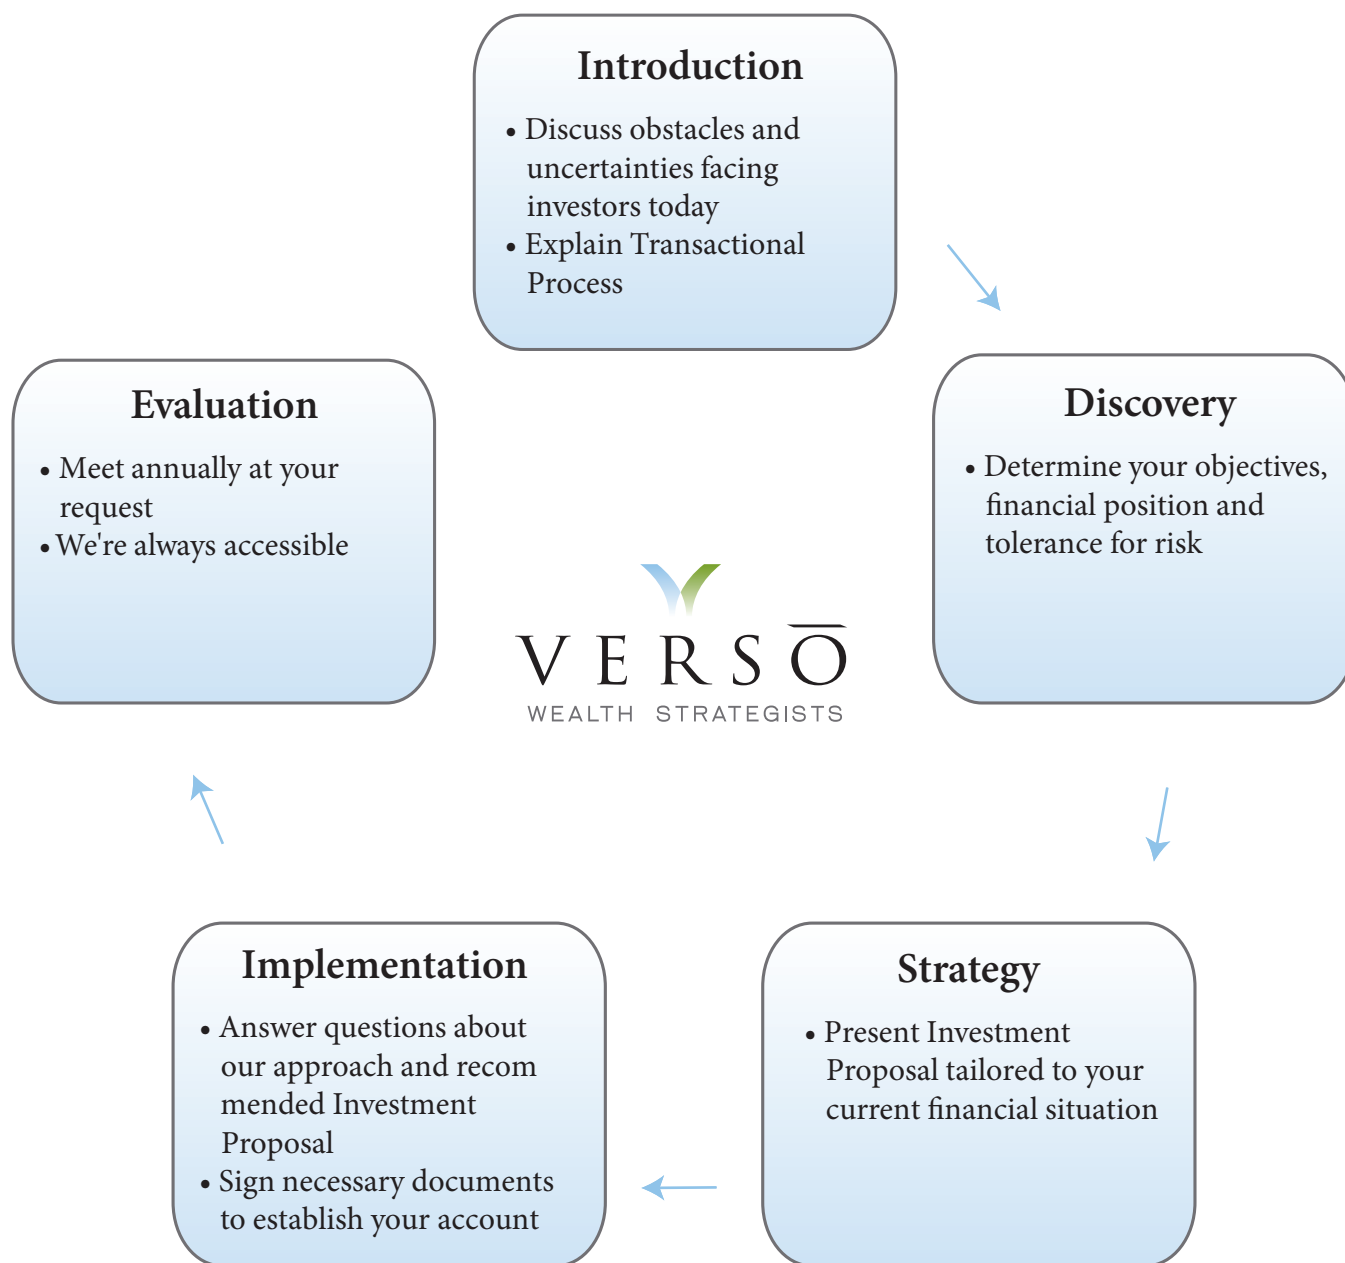 Introduction
• Discuss obstacles and
uncertainties facing
investors today
• Explain Transactional
Process
Discovery
• Determine your objectives,
financial position and
tolerance for risk
Strategy
• Present Investment
Proposal tailored to your
current financial situation
Implementation
• Answer questions about
our approach and recom
mended Investment
Proposal
• Sign necessary documents
to establish your account
Evaluation
• Meet annually at your
request
• We're always accessible
VERSŌ
WEALTH STRATEGISTS